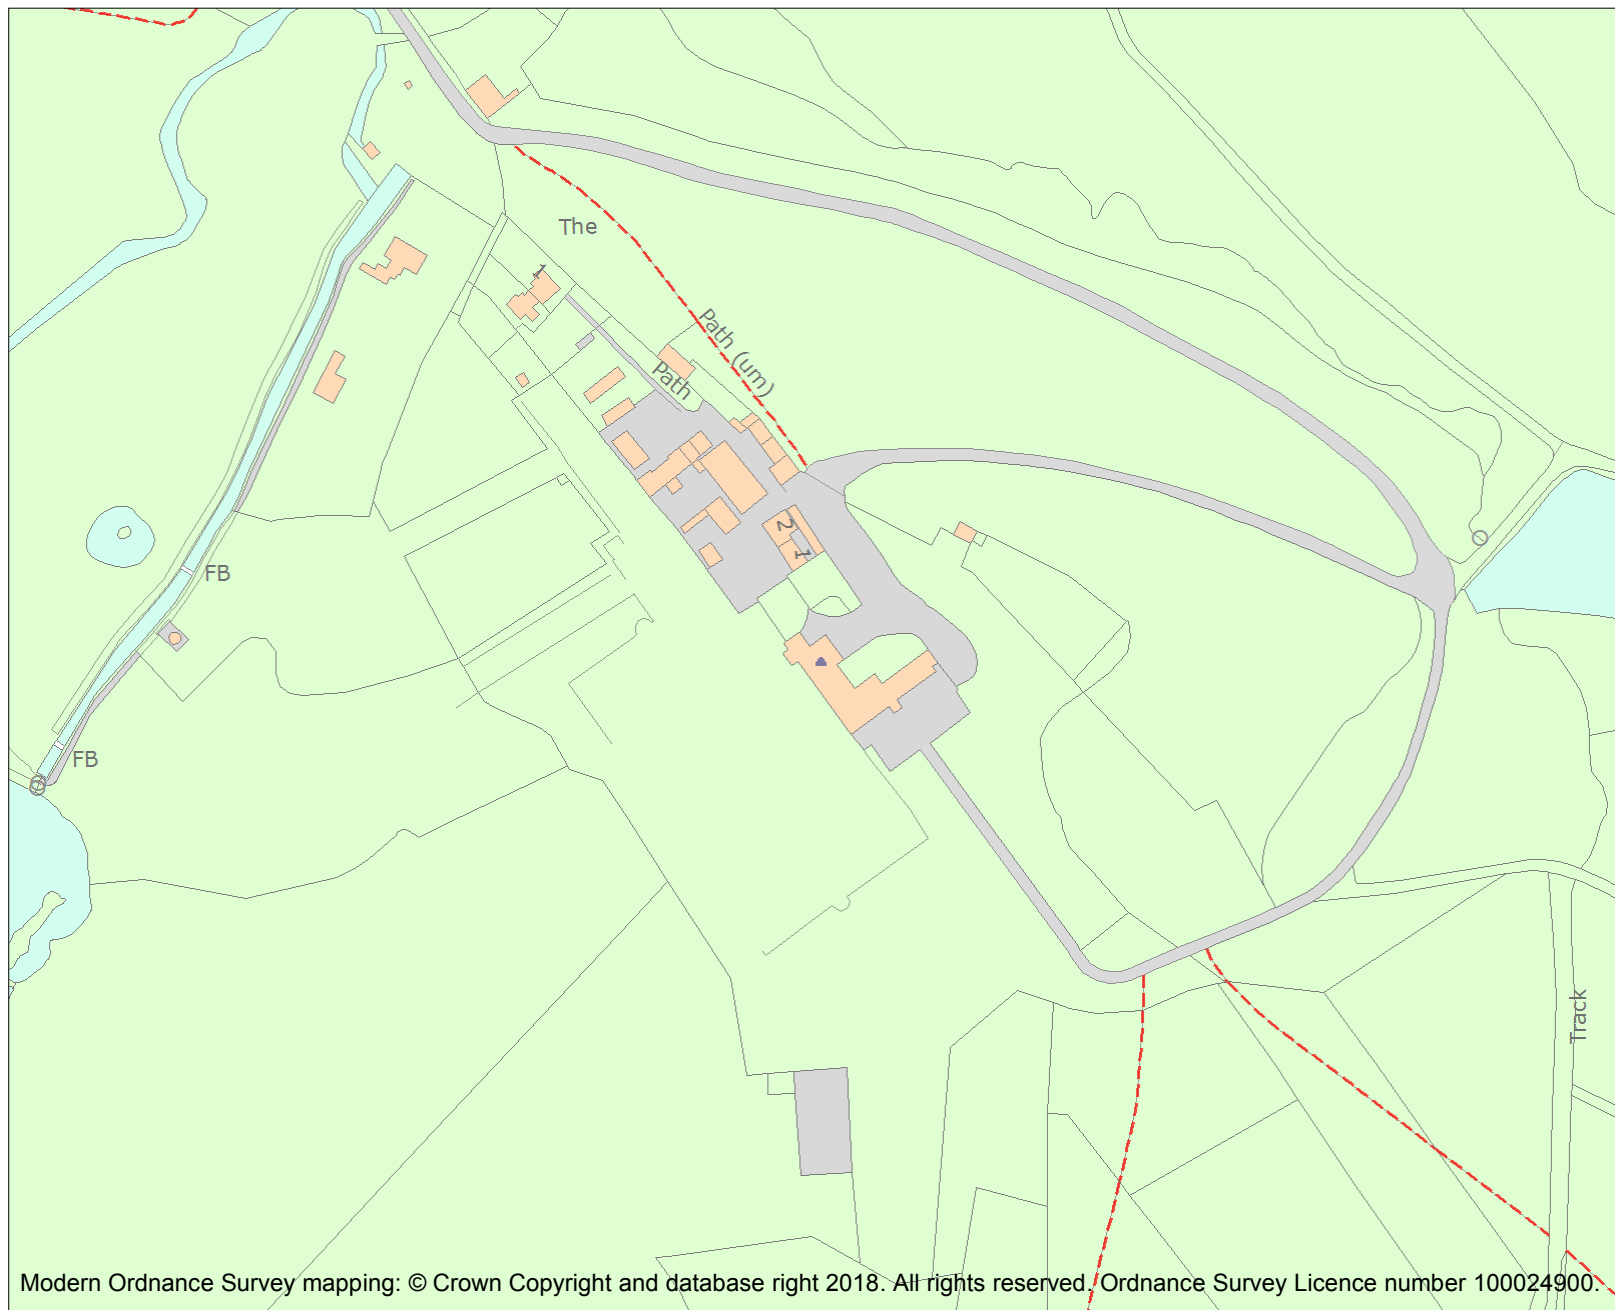 The
1
Path (um)
Path
2
1
FB
FB
Track
Modern Ordnance Survey mapping: © Crown Copyright and database right 2018. All rights reserved. Ordnance Survey Licence number 100024900.